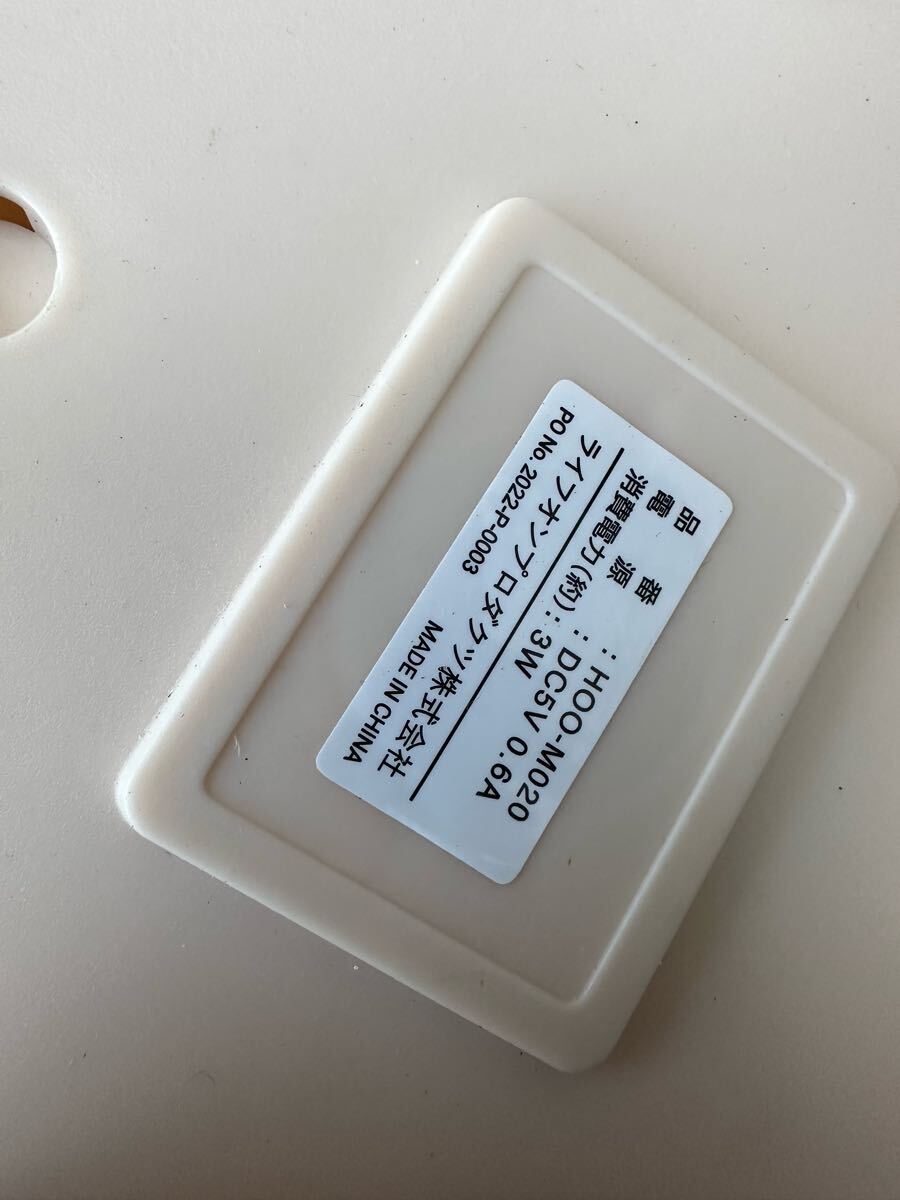 品番：HOO-M020
電源：DC5V 0.6A
消費電力(約)：3W
ライフオンプロダクツ株式会社
PO No.2022-P-0003 MADE IN CHINA